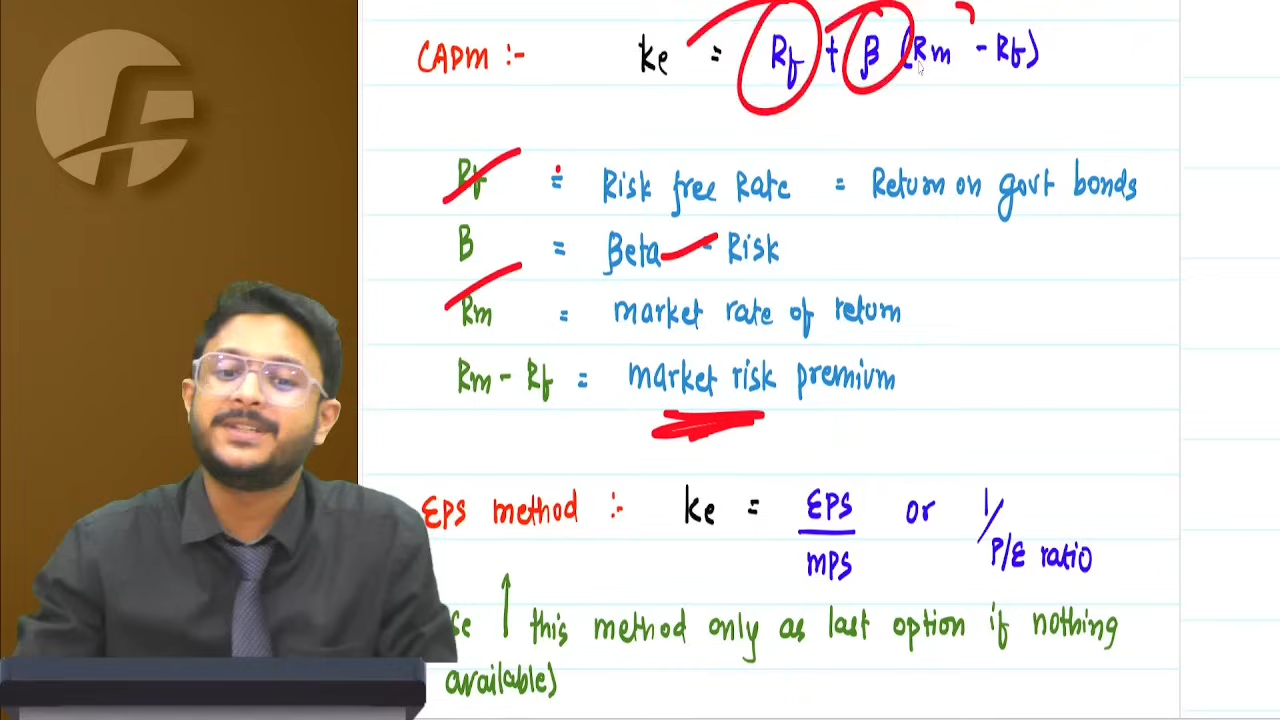 CAPM :- ke = Rf + β (Rm - Rf)
Rf = Risk free Rate = Return on govt bonds
B = Beta = Risk
Rm = market rate of return
Rm - Rf = market risk premium
EPS method :- ke = EPS / MPS or 1 / P/E ratio
this method only as last option if nothing
available)